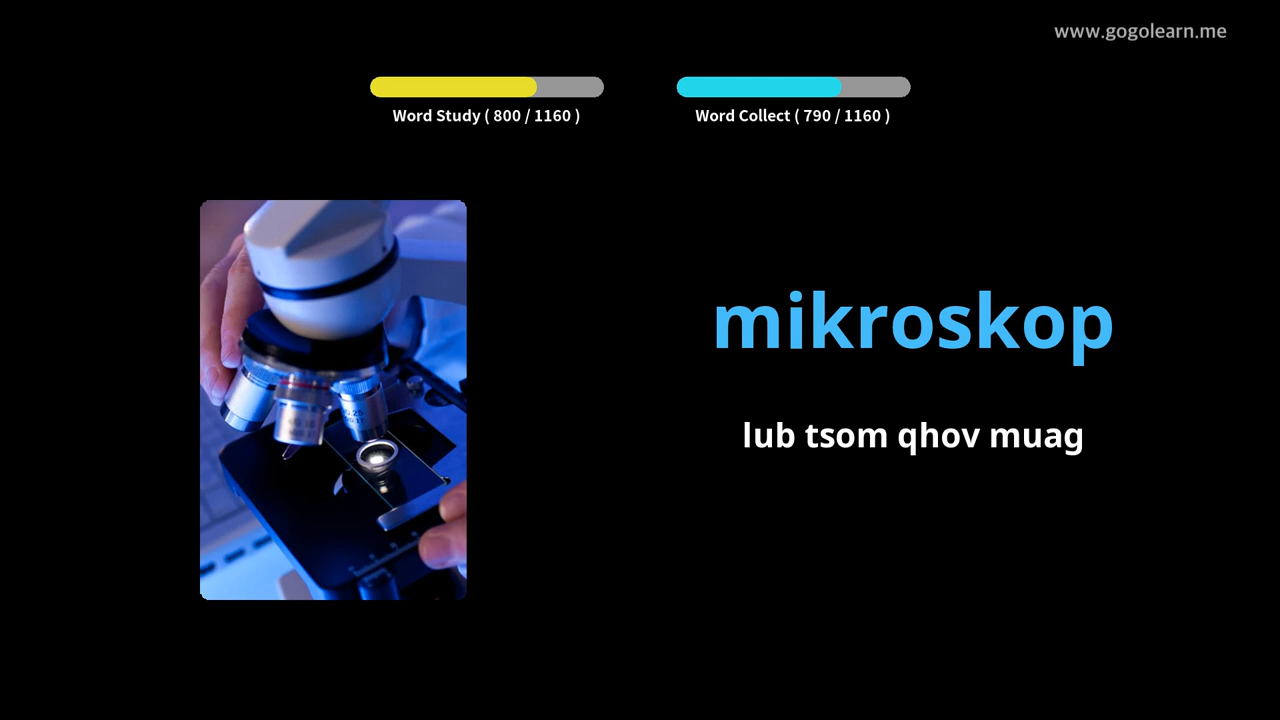 www.gogolearn.me
Word Study ( 800 / 1160 )
Word Collect ( 790 / 1160 )
mikroskop
lub tsom qhov muag